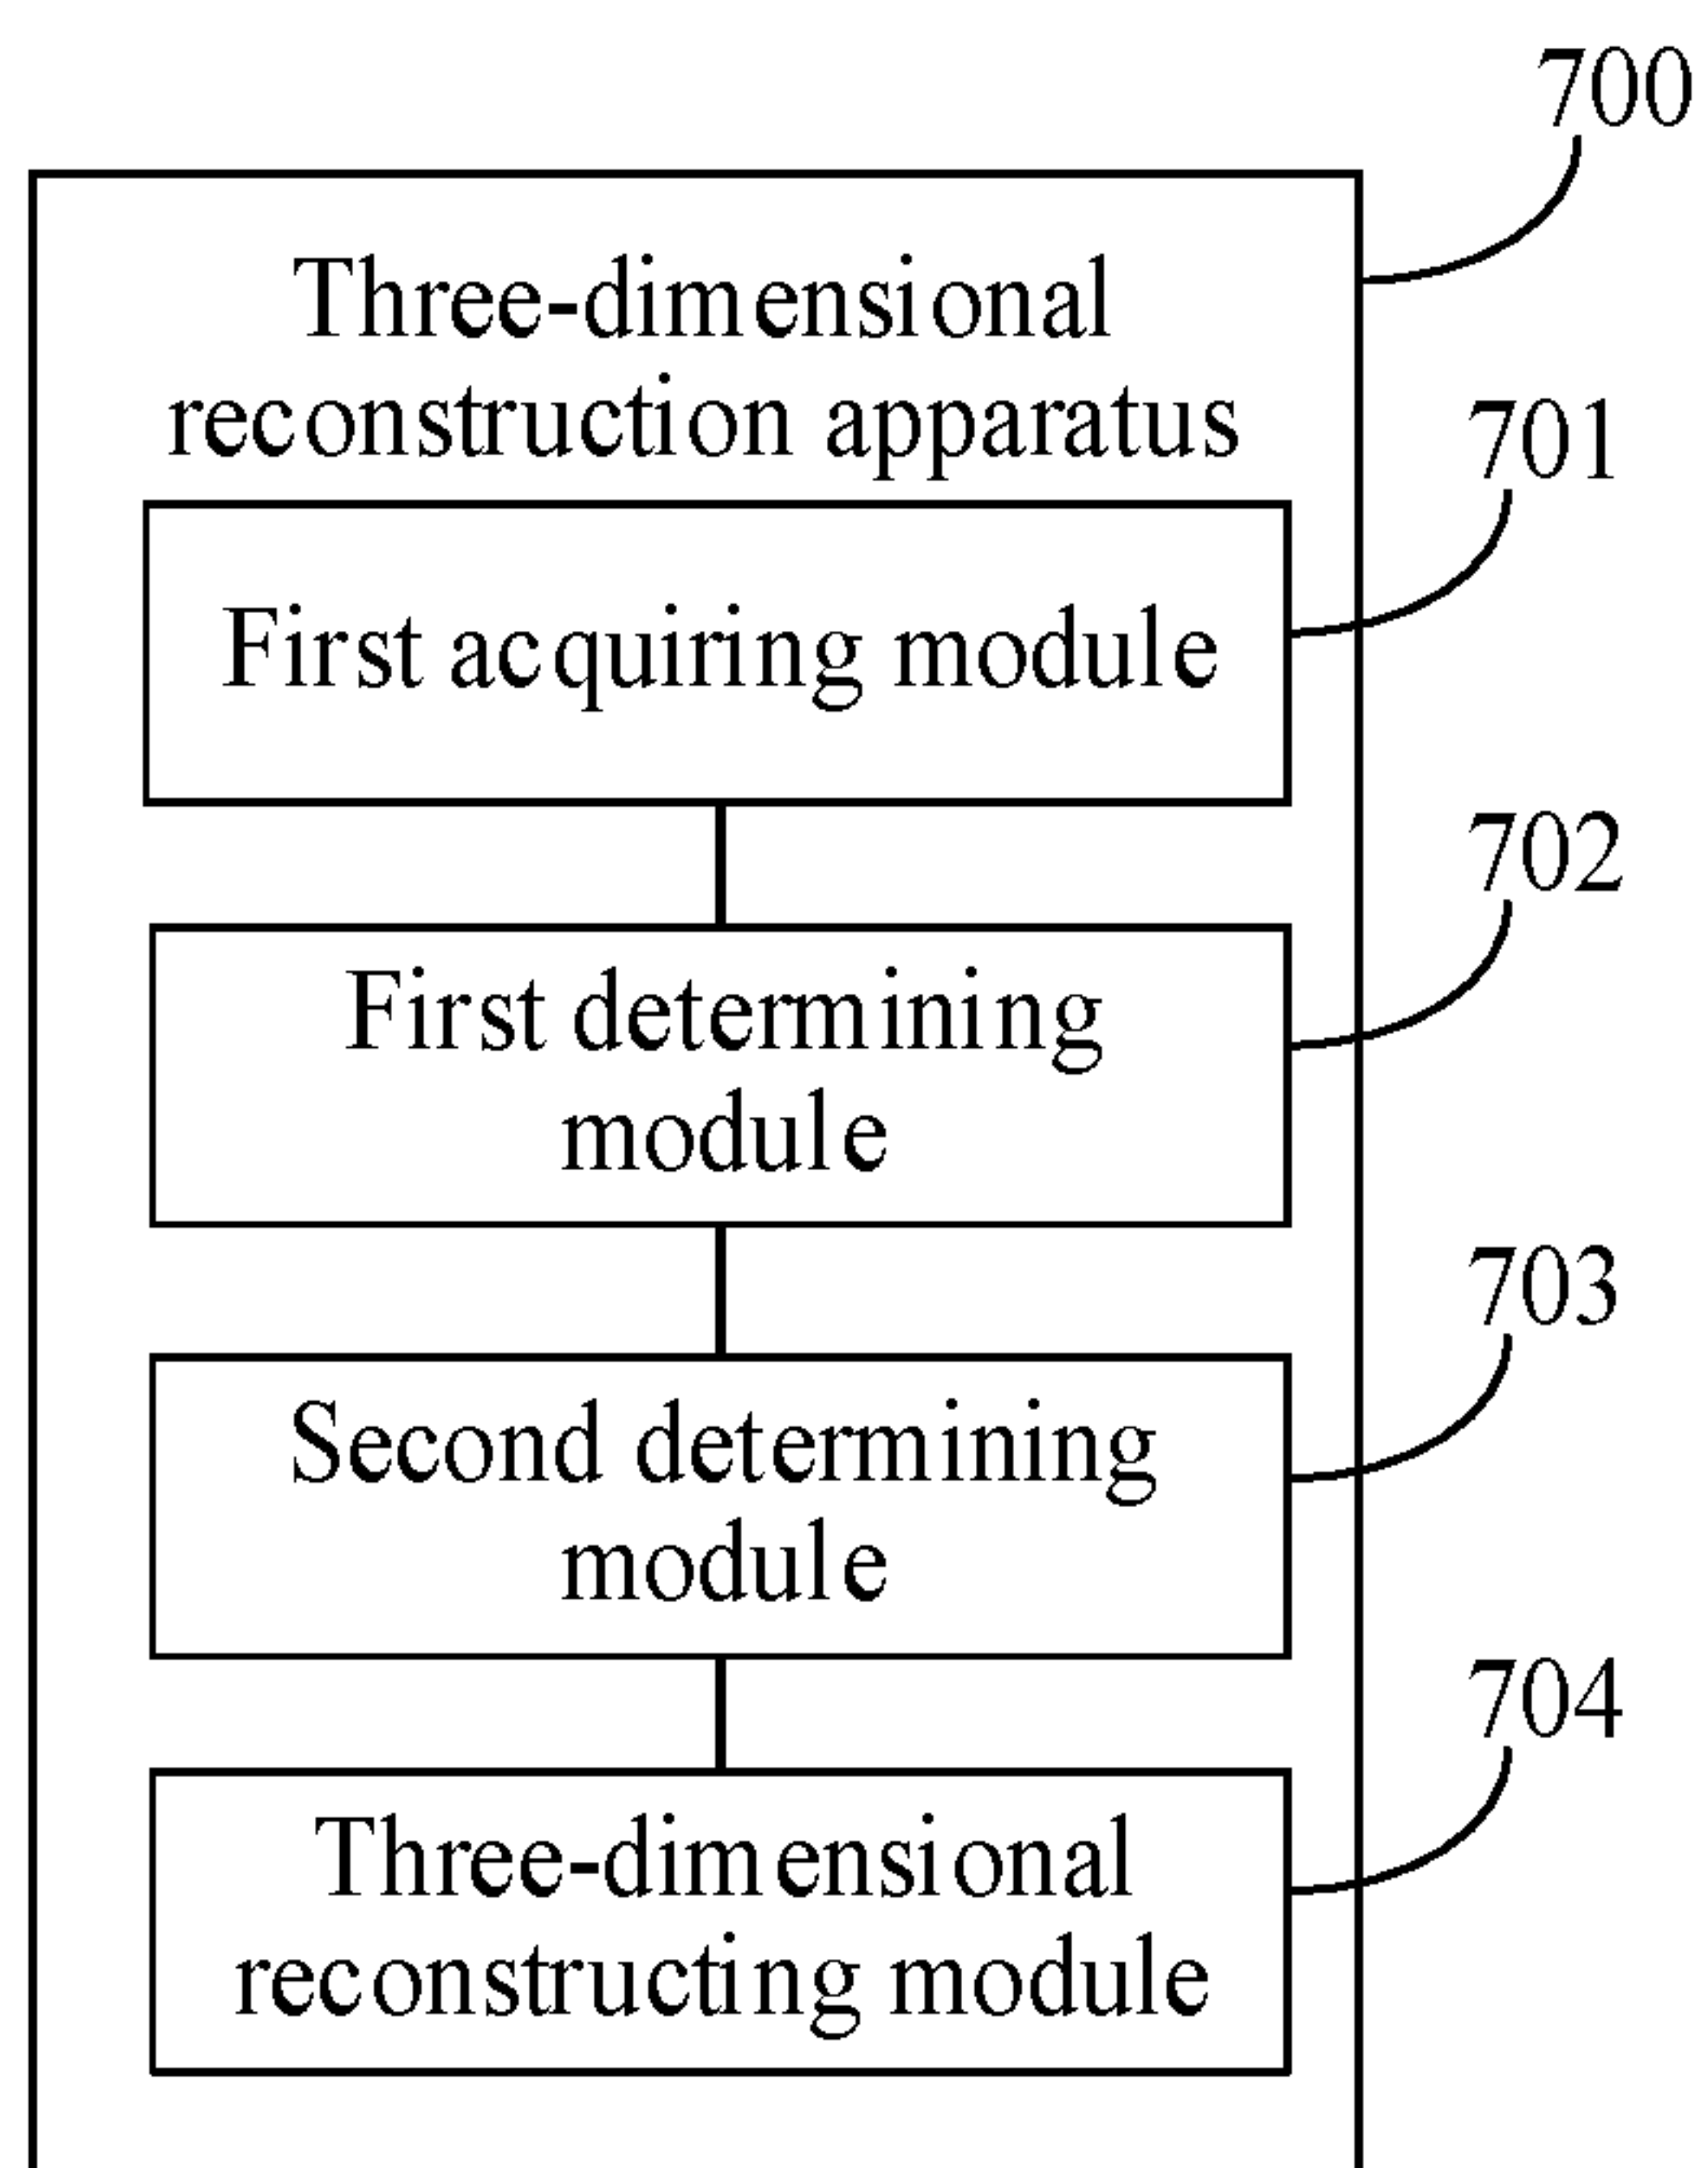 700
Three-dimensional
reconstruction apparatus
701
First acquiring module
702
First determining
module
703
Second determining
module
704
Three-dimensional
reconstructing module